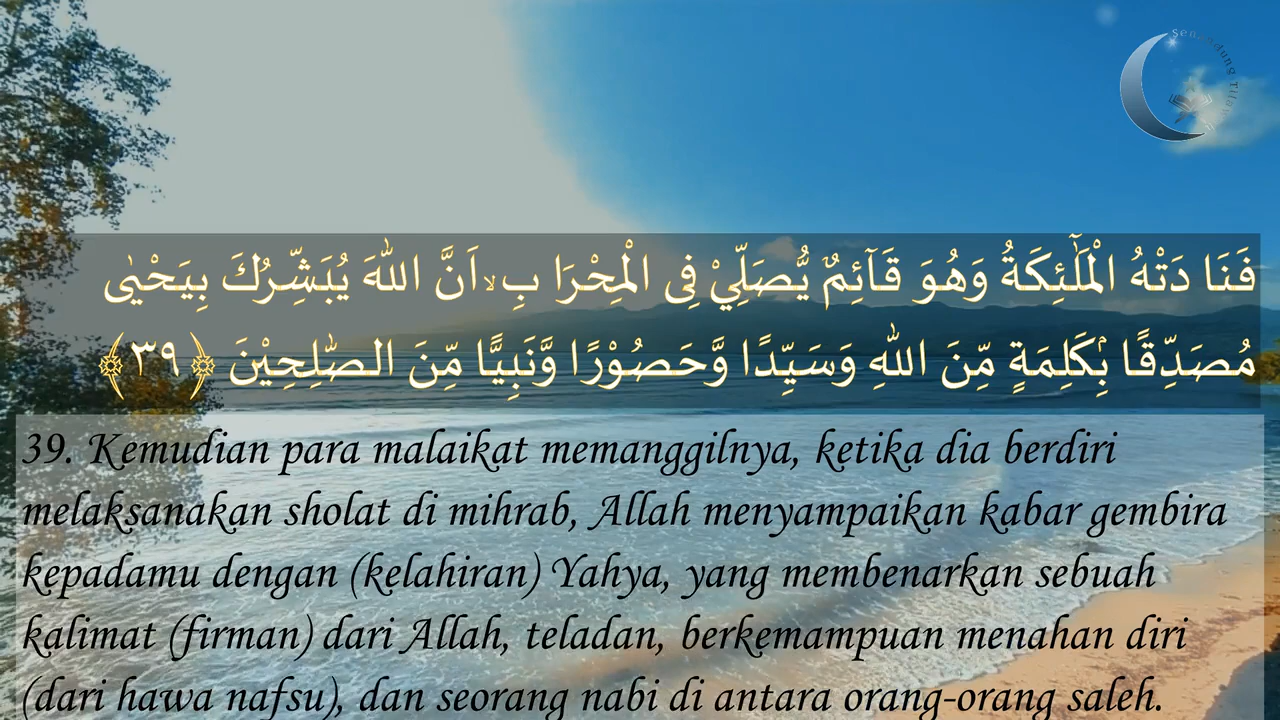 فَنَا دَتْهُ الْمَلٰٓئِكَةُ وَهُوَ قَآئِمٌ يُّصَلِّيْ فِى الْمِحْرَا بِ ۙ اَنَّ اللّٰهَ يُبَشِّرُكَ بِيَحْيٰى
مُصَدِّقًا بِۢكَلِمَةٍ مِّنَ اللّٰهِ وَسَيِّدًا وَّحَصُوْرًا وَّنَبِيًّا مِّنَ الصّٰلِحِيْنَ ﴿٣٩﴾
39. Kemudian para malaikat memanggilnya, ketika dia berdiri
melaksanakan sholat di mihrab, Allah menyampaikan kabar gembira
kepadamu dengan (kelahiran) Yahya, yang membenarkan sebuah
kalimat (firman) dari Allah, teladan, berkemampuan menahan diri
(dari hawa nafsu), dan seorang nabi di antara orang-orang saleh.